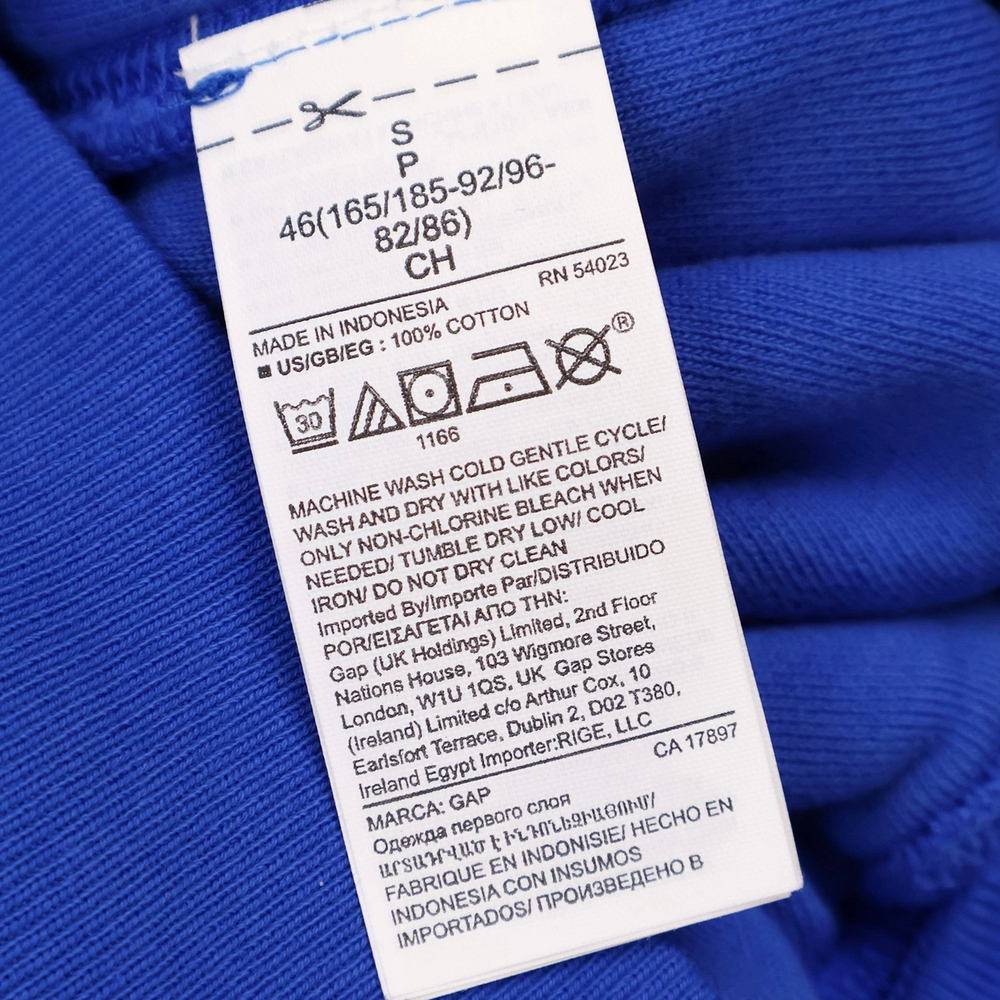 S
P
46(165/185-92/96-
82/86)
CH
RN 54023
MADE IN INDONESIA
US/GB/EG : 100% COTTON
30
®
1166
MACHINE WASH COLD GENTLE CYCLE/
WASH AND DRY WITH LIKE COLORS/
ONLY NON-CHLORINE BLEACH WHEN
NEEDED/ TUMBLE DRY LOW/ COOL
IRON/ DO NOT DRY CLEAN
Imported By/Importe Par/DISTRIBUIDO
POR/ΕΙΣΑΓΕΤΑΙ ΑΠΟ ΤΗΝ:
Gap (UK Holdings) Limited, 2nd Floor
Nations House, 103 Wigmore Street,
London, W1U 1QS, UK Gap Stores
(Ireland) Limited c/o Arthur Cox, 10
Earlsfort Terrace, Dublin 2, D02 T380,
Ireland Egypt Importer:RIGE, LLC
CA 17897
MARCA: GAP
Одежда первого слоя
ԱՐՏԱԴՐՎԱԾ Է ԻՆԴՈՆԵԶԻԱՅՈՒՄ/
FABRIQUE EN INDONISIE/ HECHO EN
INDONESIA CON INSUMOS
IMPORTADOS/ ПРОИЗВЕДЕНО В